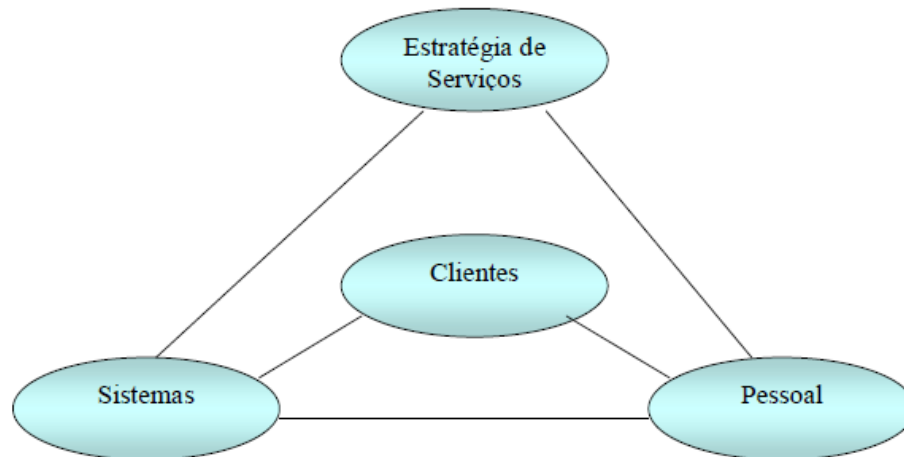 Estratégia de
Serviços
Clientes
Sistemas
Pessoal